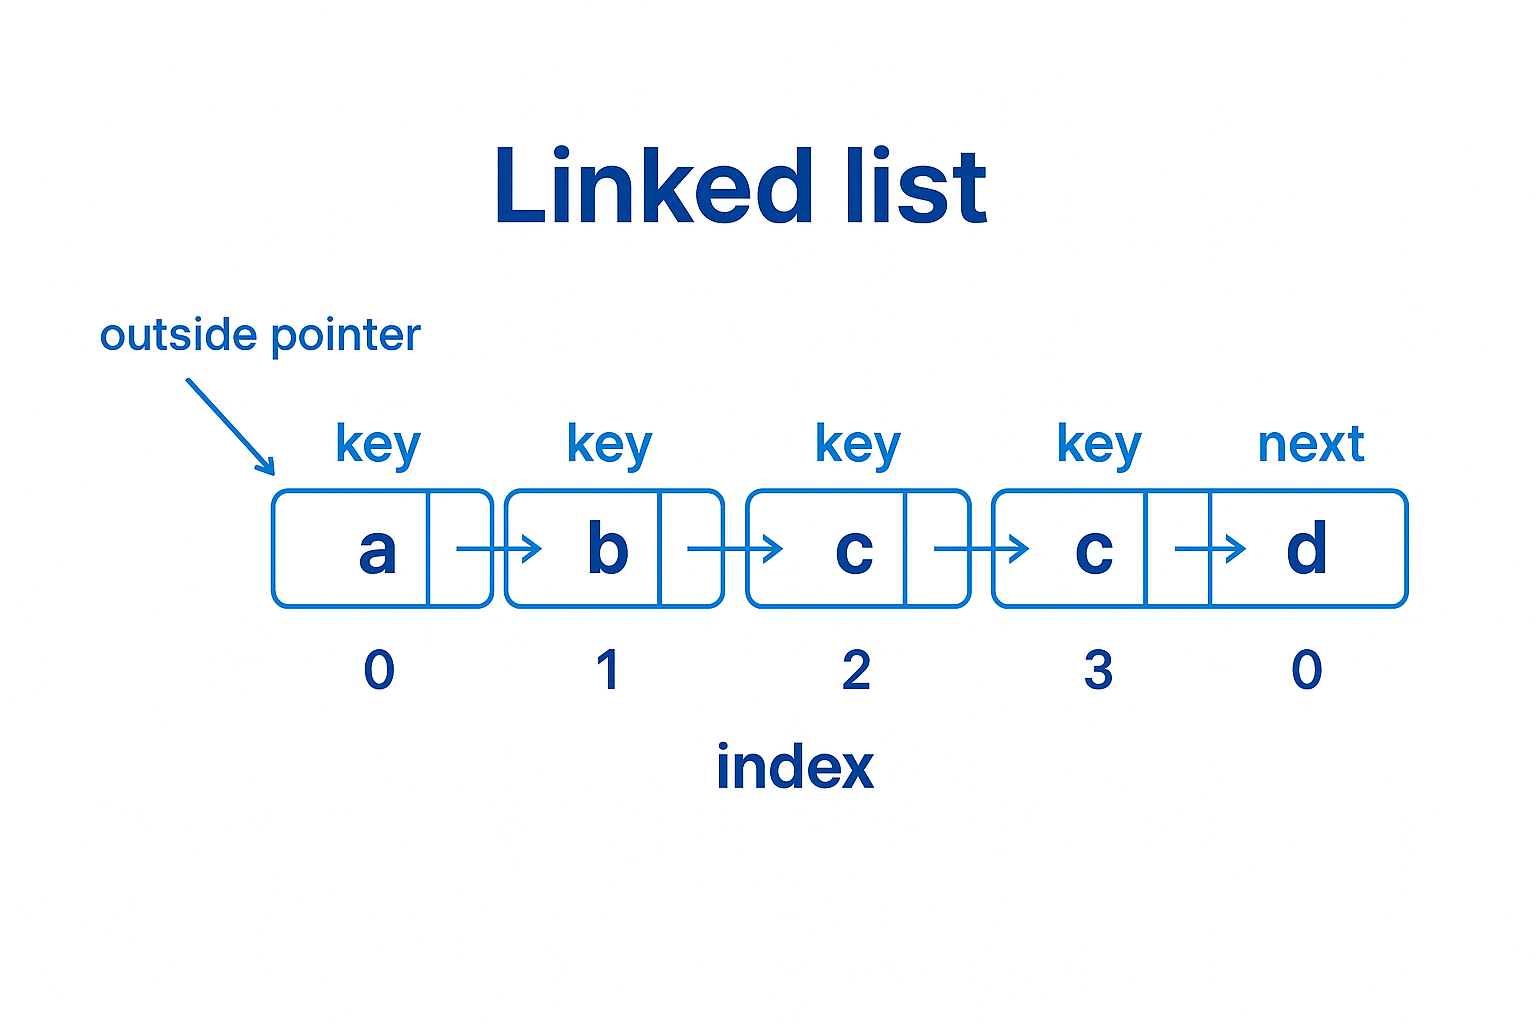 Linked list
outside pointer
key key key key next
a b c c d
0 1 2 3 0
index